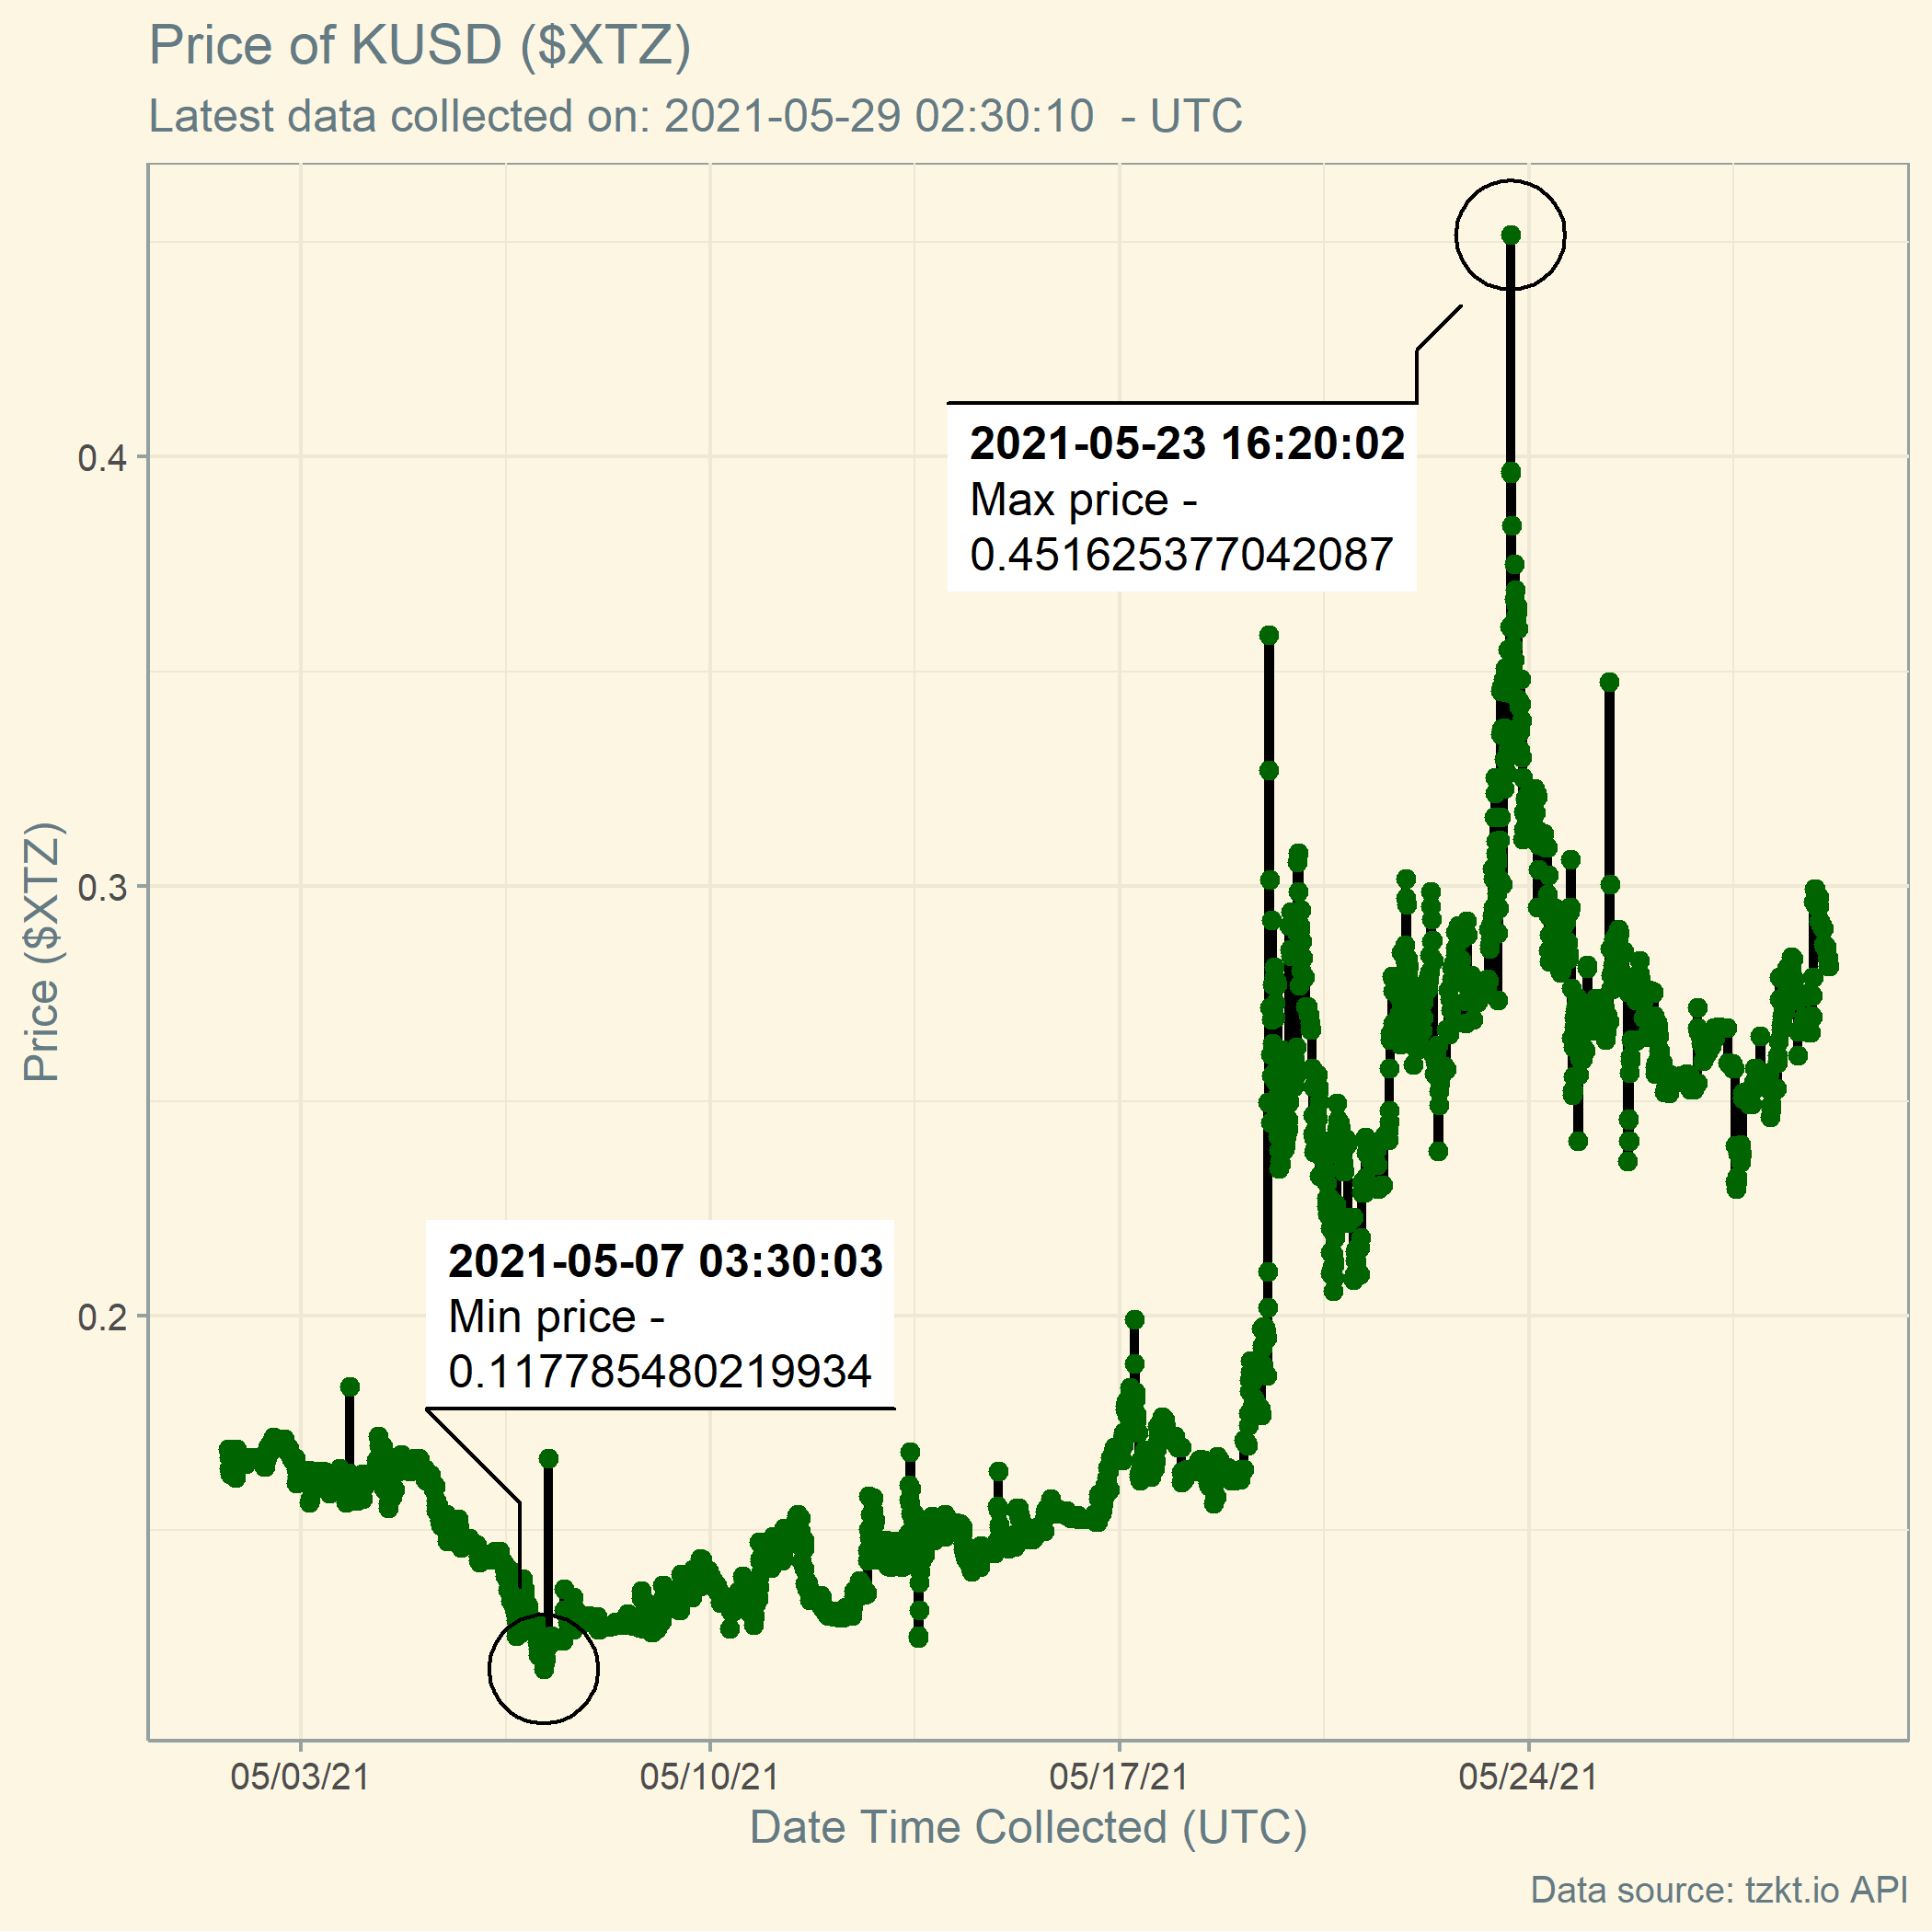 Price of KUSD ($XTZ)
Latest data collected on: 2021-05-29 02:30:10  - UTC
2021-05-23 16:20:02
Max price -
0.451625377042087
2021-05-07 03:30:03
Min price -
0.117785480219934
Price ($XTZ)
0.4
0.3
0.2
05/03/21
05/10/21
05/17/21
05/24/21
Date Time Collected (UTC)
Data source: tzkt.io API